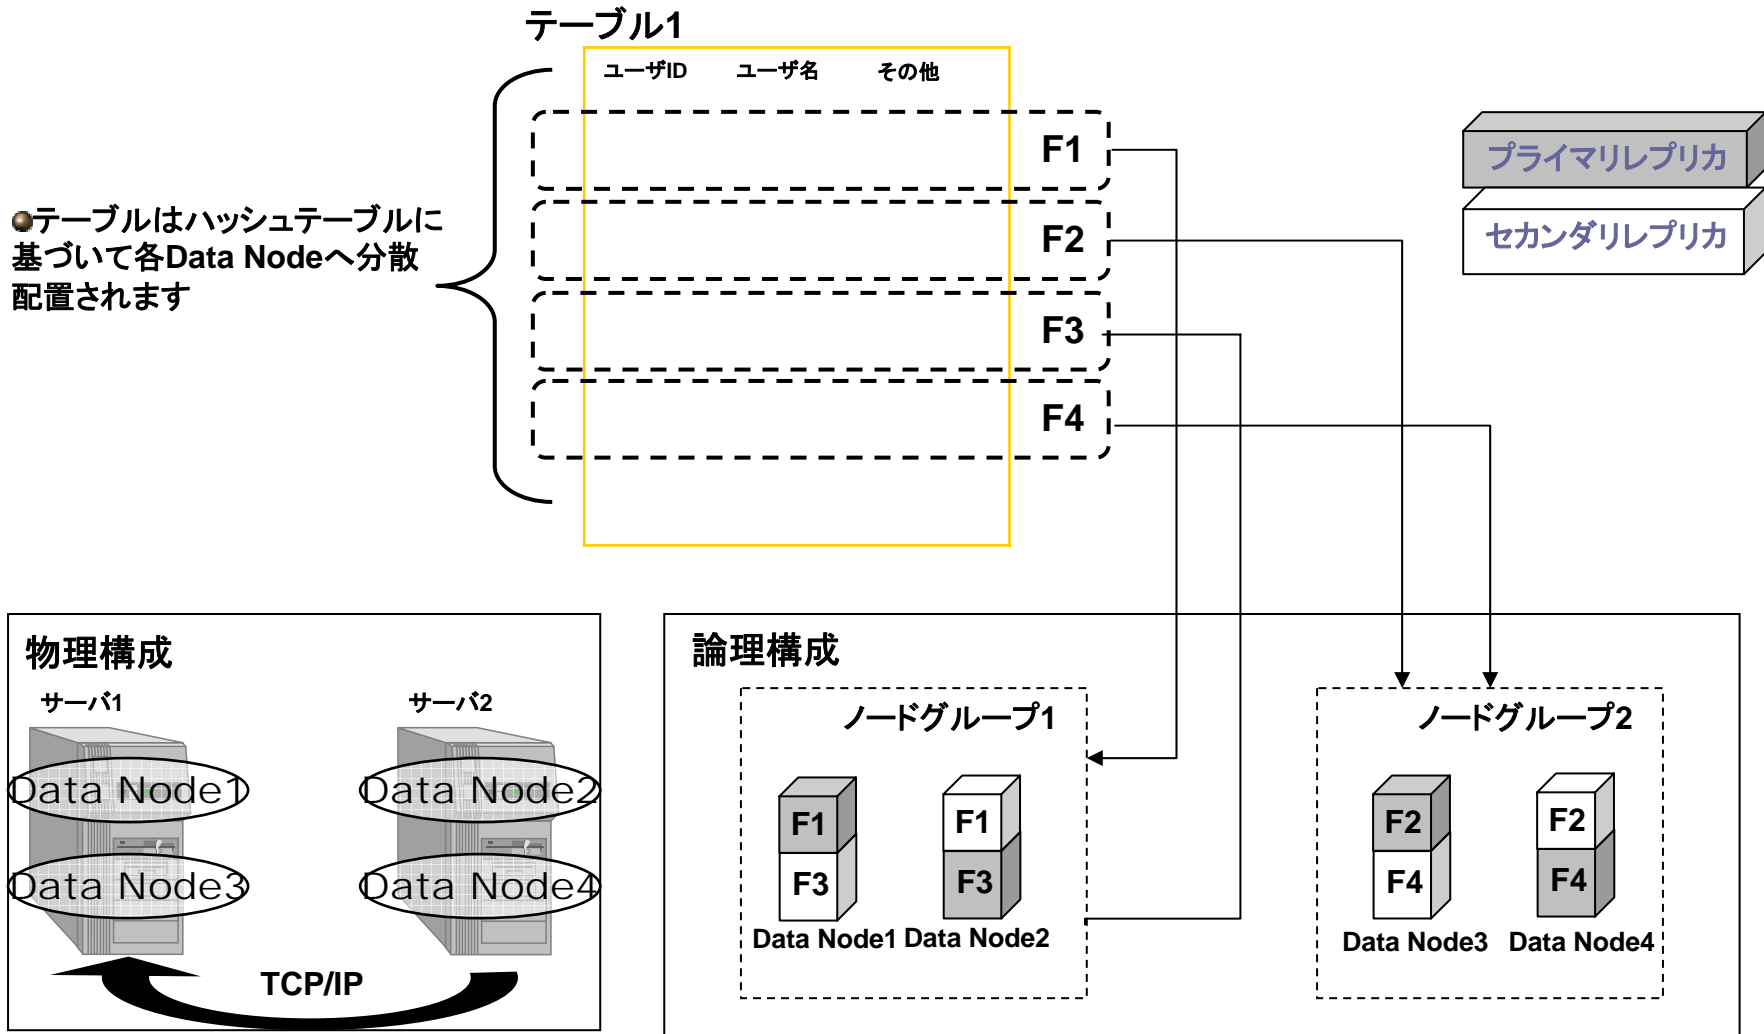 テーブル1
ユーザID ユーザ名 その他
F1
F2
F3
F4
テーブルはハッシュテーブルに
基づいて各Data Nodeへ分散
配置されます
プライマリレプリカ
セカンダリレプリカ
物理構成
サーバ1 サーバ2
Data Node1 Data Node2
Data Node3 Data Node4
TCP/IP
論理構成
ノードグループ1
F1 F1
F3 F3
Data Node1 Data Node2
ノードグループ2
F2 F2
F4 F4
Data Node3 Data Node4